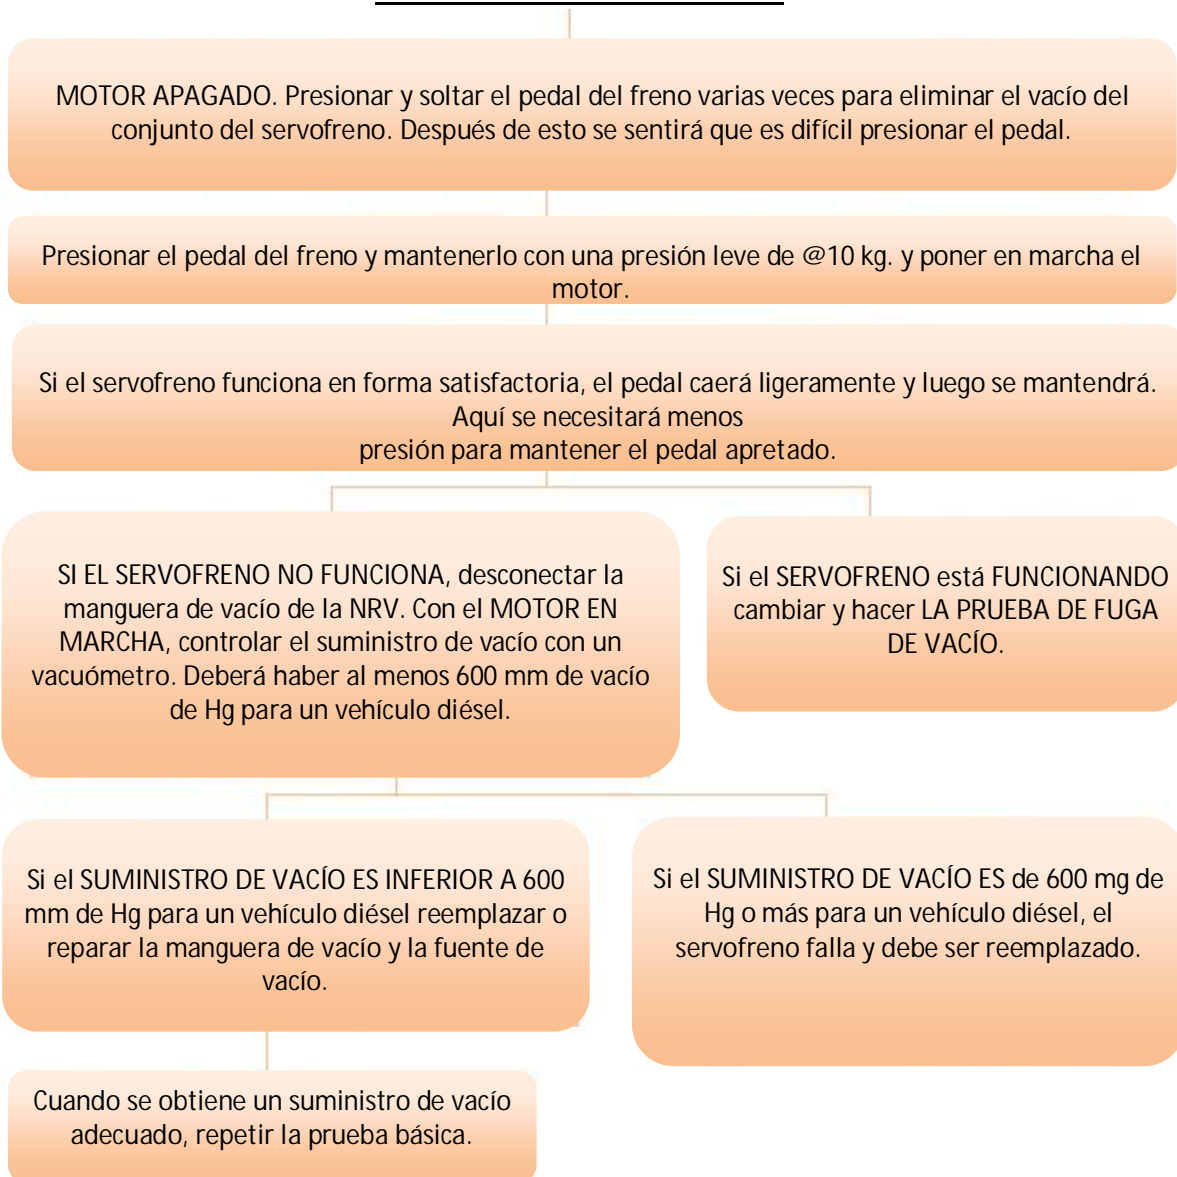 MOTOR APAGADO. Presionar y soltar el pedal del freno varias veces para eliminar el vacío del
conjunto del servofreno. Después de esto se sentirá que es difícil presionar el pedal.
Presionar el pedal del freno y mantenerlo con una presión leve de @10 kg. y poner en marcha el
motor.
Si el servofreno funciona en forma satisfactoria, el pedal caerá ligeramente y luego se mantendrá.
Aquí se necesitará menos
presión para mantener el pedal apretado.
SI EL SERVOFRENO NO FUNCIONA, desconectar la
manguera de vacío de la NRV. Con el MOTOR EN
MARCHA, controlar el suministro de vacío con un
vacuómetro. Deberá haber al menos 600 mm de vacío
de Hg para un vehículo diésel.
Si el SERVOFRENO está FUNCIONANDO
cambiar y hacer LA PRUEBA DE FUGA
DE VACÍO.
Si el SUMINISTRO DE VACÍO ES INFERIOR A 600
mm de Hg para un vehículo diésel reemplazar o
reparar la manguera de vacío y la fuente de
vacío.
Si el SUMINISTRO DE VACÍO ES de 600 mg de
Hg o más para un vehículo diésel, el
servofreno falla y debe ser reemplazado.
Cuando se obtiene un suministro de vacío
adecuado, repetir la prueba básica.